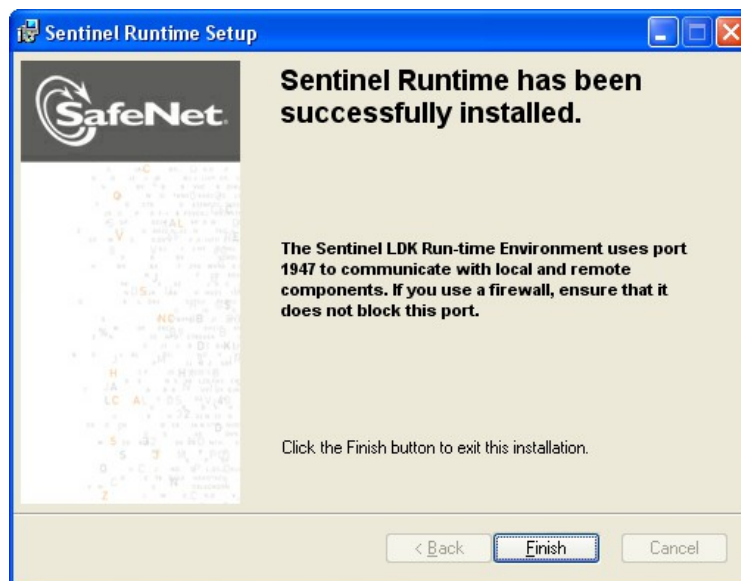 Sentinel Runtime Setup
SafeNet.
Sentinel Runtime has been
successfully installed.
The Sentinel LDK Run-time Environment uses port
1947 to communicate with local and remote
components. If you use a firewall, ensure that it
does not block this port.
Click the Finish button to exit this installation.
< Back
Finish
Cancel